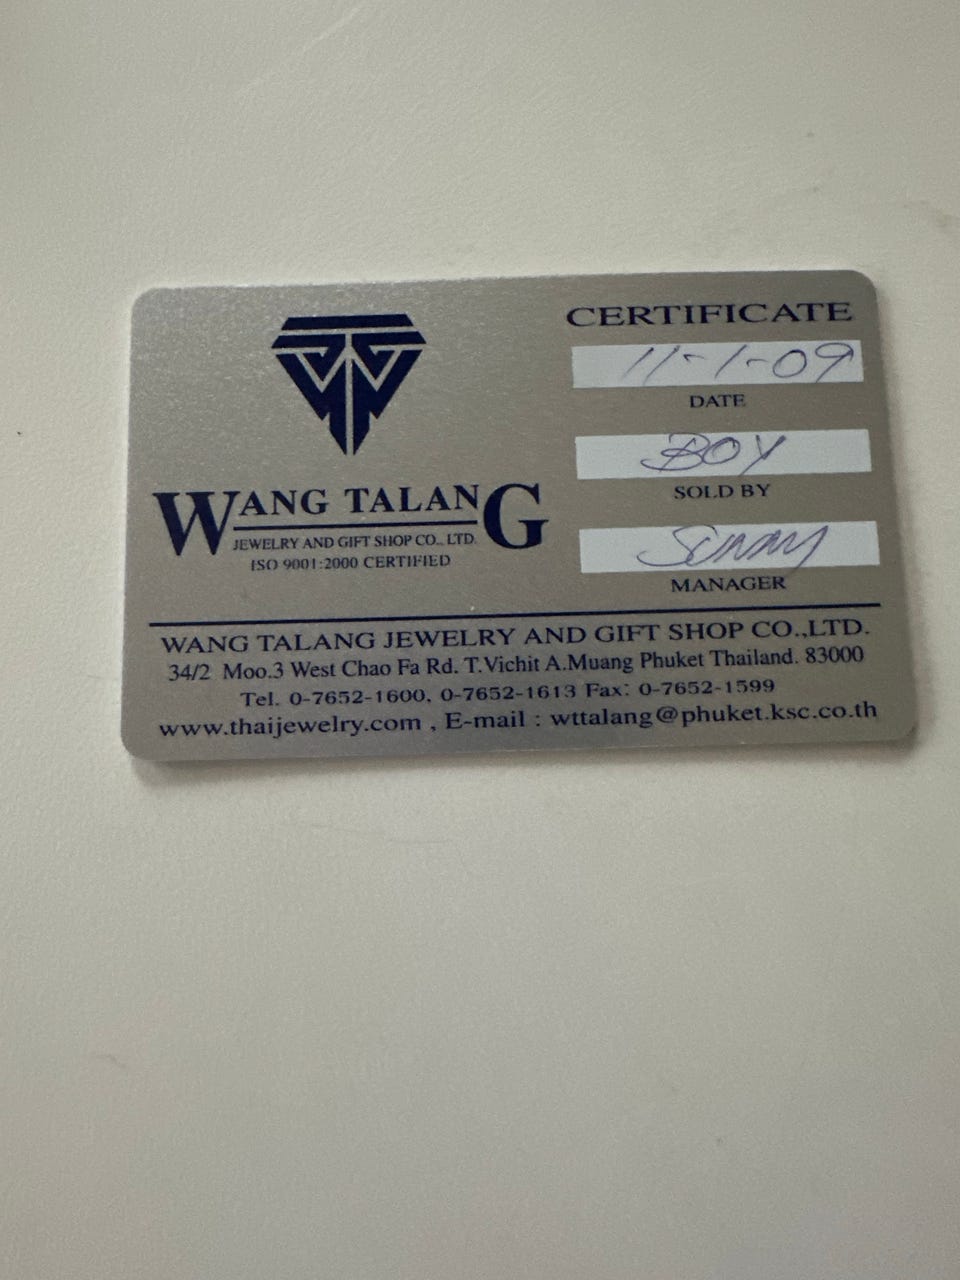 CERTIFICATE
11-1-09
DATE
BOY
SOLD BY
MANAGER
WANG TALANG
JEWELRY AND GIFT SHOP CO., LTD.
ISO 9001:2000 CERTIFIED
WANG TALANG JEWELRY AND GIFT SHOP CO.,LTD.
34/2 Moo.3 West Chao Fa Rd. T.Vichit A.Muang Phuket Thailand. 83000
Tel. 0-7652-1600, 0-7652-1613 Fax: 0-7652-1599
www.thaijewelry.com , E-mail : wttalang@phuket.ksc.co.th